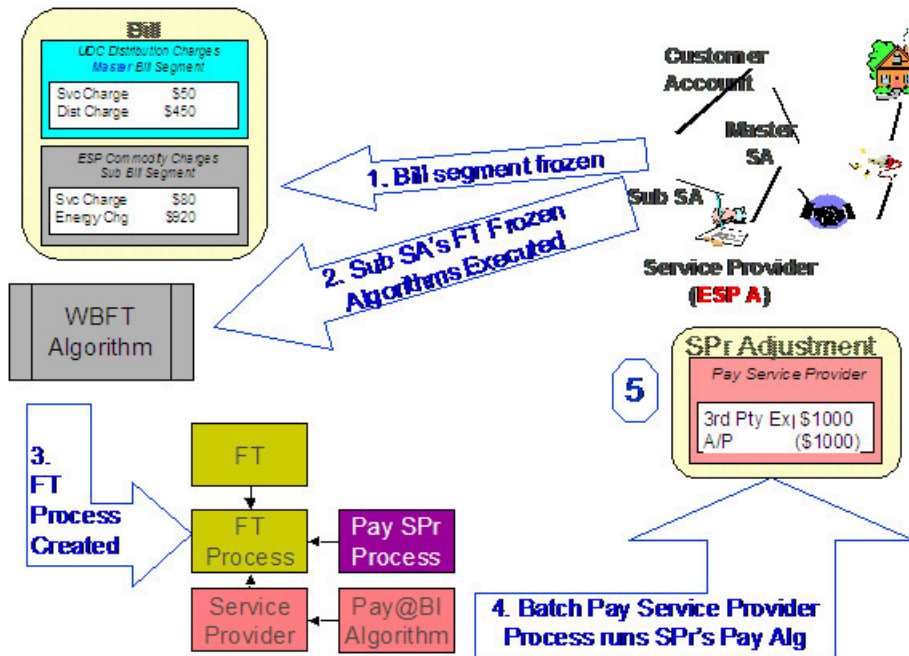 Bill
UDC Distribution Charges
Master Bill Segment
Svc Charge $50
Dist Charge $450
ESP Commodity Charges
Sub Bill Segment
Svc Charge $80
Energy Chg $920
Customer
Account
Master
SA
Sub SA
Service Provider
(ESP A)
1. Bill segment frozen
2. Sub SA's FT Frozen
Algorithms Executed
WBFT
Algorithm
3.
FT
Process
Created
FT
FT
Process
Pay SPr
Process
Service
Provider
Pay@BI
Algorithm
4. Batch Pay Service Provider
Process runs SPr's Pay Alg
5
SPr Adjustment
Pay Service Provider
3rd Pty Exp $1000
A/P ($1000)